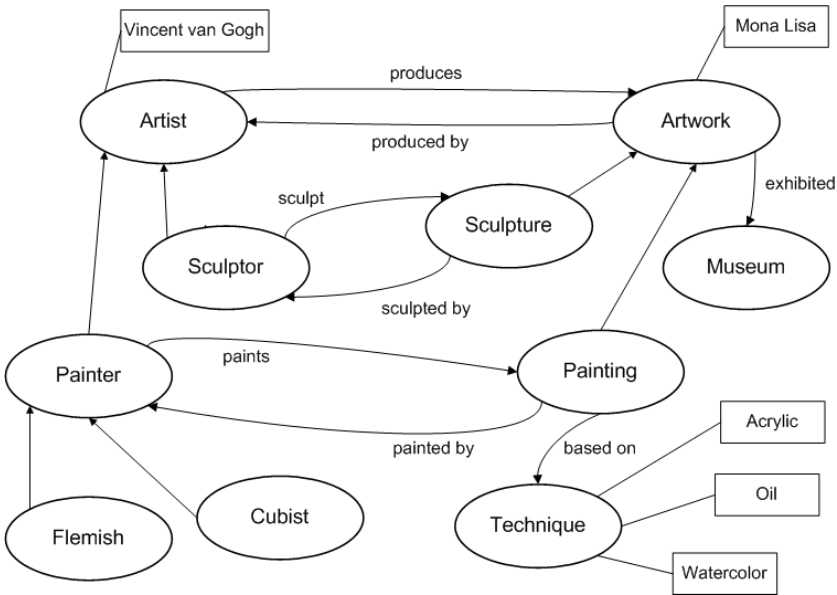 Vincent van Gogh
Mona Lisa
produces
Artist
Artwork
produced by
exhibited
sculpt
Sculpture
Sculptor
Museum
sculpted by
paints
Painter
Painting
Acrylic
painted by
based on
Oil
Cubist
Technique
Flemish
Watercolor